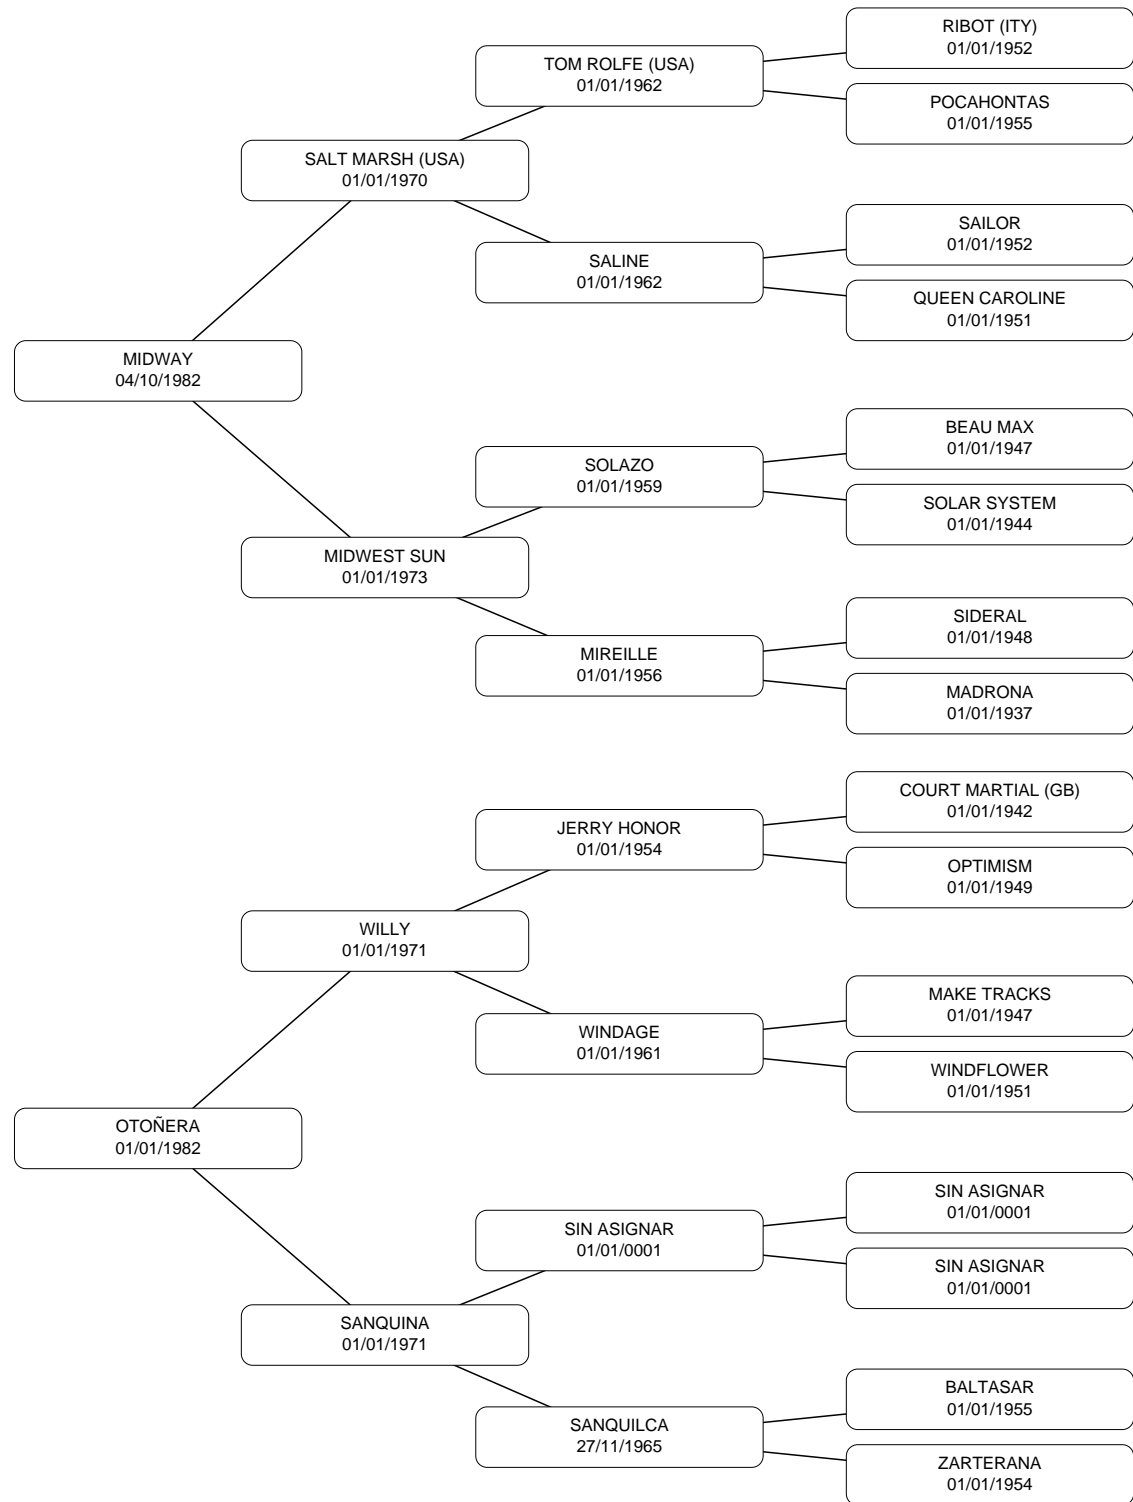 RIBOT (ITY)
01/01/1952
TOM ROLFE (USA)
01/01/1962
POCAHONTAS
01/01/1955
SALT MARSH (USA)
01/01/1970
SAILOR
01/01/1952
SALINE
01/01/1962
QUEEN CAROLINE
01/01/1951
MIDWAY
04/10/1982
BEAU MAX
01/01/1947
SOLAZO
01/01/1959
SOLAR SYSTEM
01/01/1944
MIDWEST SUN
01/01/1973
SIDERAL
01/01/1948
MIREILLE
01/01/1956
MADRONA
01/01/1937
COURT MARTIAL (GB)
01/01/1942
JERRY HONOR
01/01/1954
OPTIMISM
01/01/1949
WILLY
01/01/1971
MAKE TRACKS
01/01/1947
WINDAGE
01/01/1961
WINDFLOWER
01/01/1951
OTOÑERA
01/01/1982
SIN ASIGNAR
01/01/0001
SIN ASIGNAR
01/01/0001
SIN ASIGNAR
01/01/0001
SANQUINA
01/01/1971
BALTASAR
01/01/1955
SANQUILCA
27/11/1965
ZARTERANA
01/01/1954